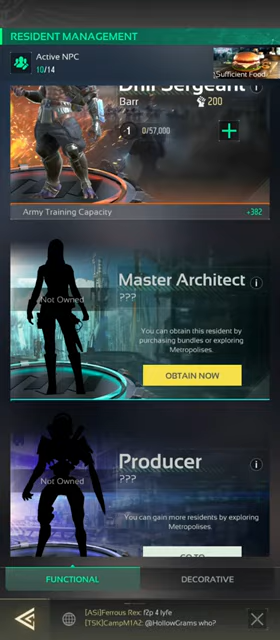 RESIDENT MANAGEMENT
Active NPC
10/14
Sufficient Food
Drill Sergeant
Barr
200
1
0/57,000
Army Training Capacity
+382
Master Architect
???
Not Owned
You can obtain this resident by
purchasing bundles or exploring
Metropolises.
OBTAIN NOW
Producer
???
Not Owned
You can gain more residents by exploring
Metropolises.
GO TO
FUNCTIONAL
DECORATIVE
[ASi]Ferrous Rex: f2p 4 lyfe
[TSK]CampM1A2: @HollowGrams who?